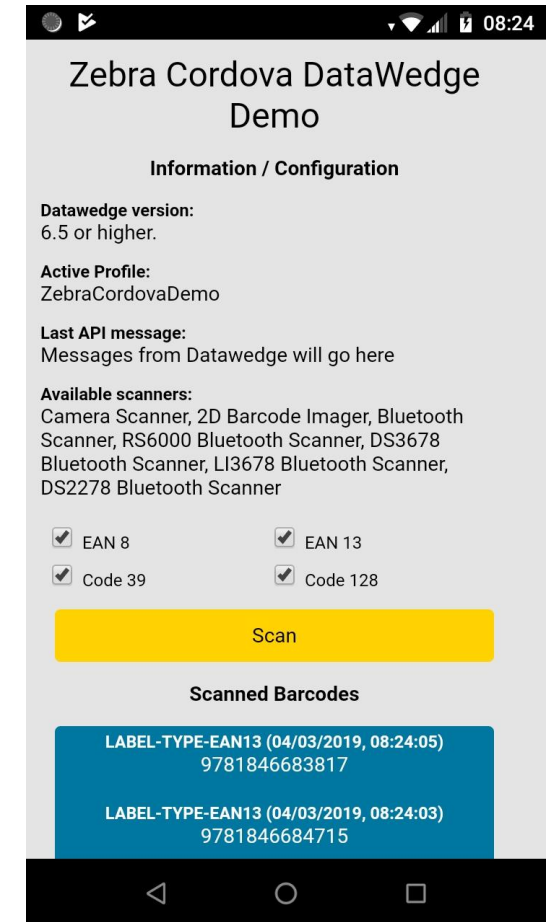 08:24
Zebra Cordova DataWedge
Demo
Information / Configuration
Datawedge version:
6.5 or higher.
Active Profile:
ZebraCordovaDemo
Last API message:
Messages from Datawedge will go here
Available scanners:
Camera Scanner, 2D Barcode Imager, Bluetooth
Scanner, RS6000 Bluetooth Scanner, DS3678
Bluetooth Scanner, LI3678 Bluetooth Scanner,
DS2278 Bluetooth Scanner
EAN 8 EAN 13
Code 39 Code 128
Scan
Scanned Barcodes
LABEL-TYPE-EAN13 (04/03/2019, 08:24:05)
9781846683817
LABEL-TYPE-EAN13 (04/03/2019, 08:24:03)
9781846684715